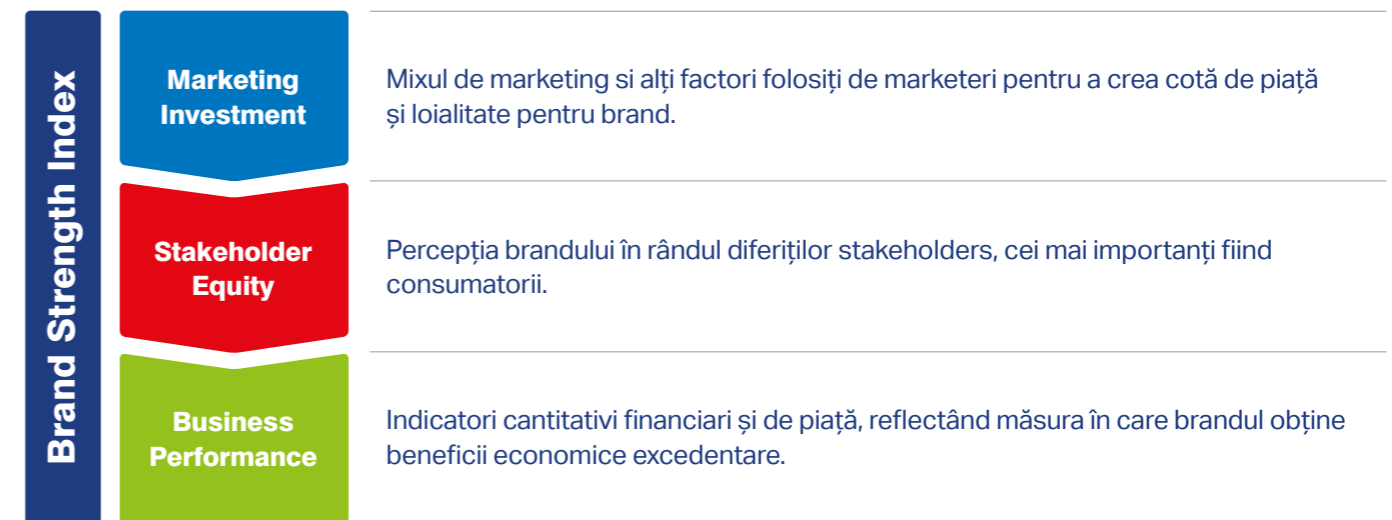 Brand Strength Index
Marketing
Investment
Mixul de marketing si alți factori folosiți de marketeri pentru a crea cotă de piață
și loialitate pentru brand.
Stakeholder
Equity
Percepția brandului în rândul diferiților stakeholders, cei mai importanți fiind
consumatorii.
Business
Performance
Indicatori cantitativi financiari și de piață, reflectând măsura în care brandul obține
beneficii economice excedentare.